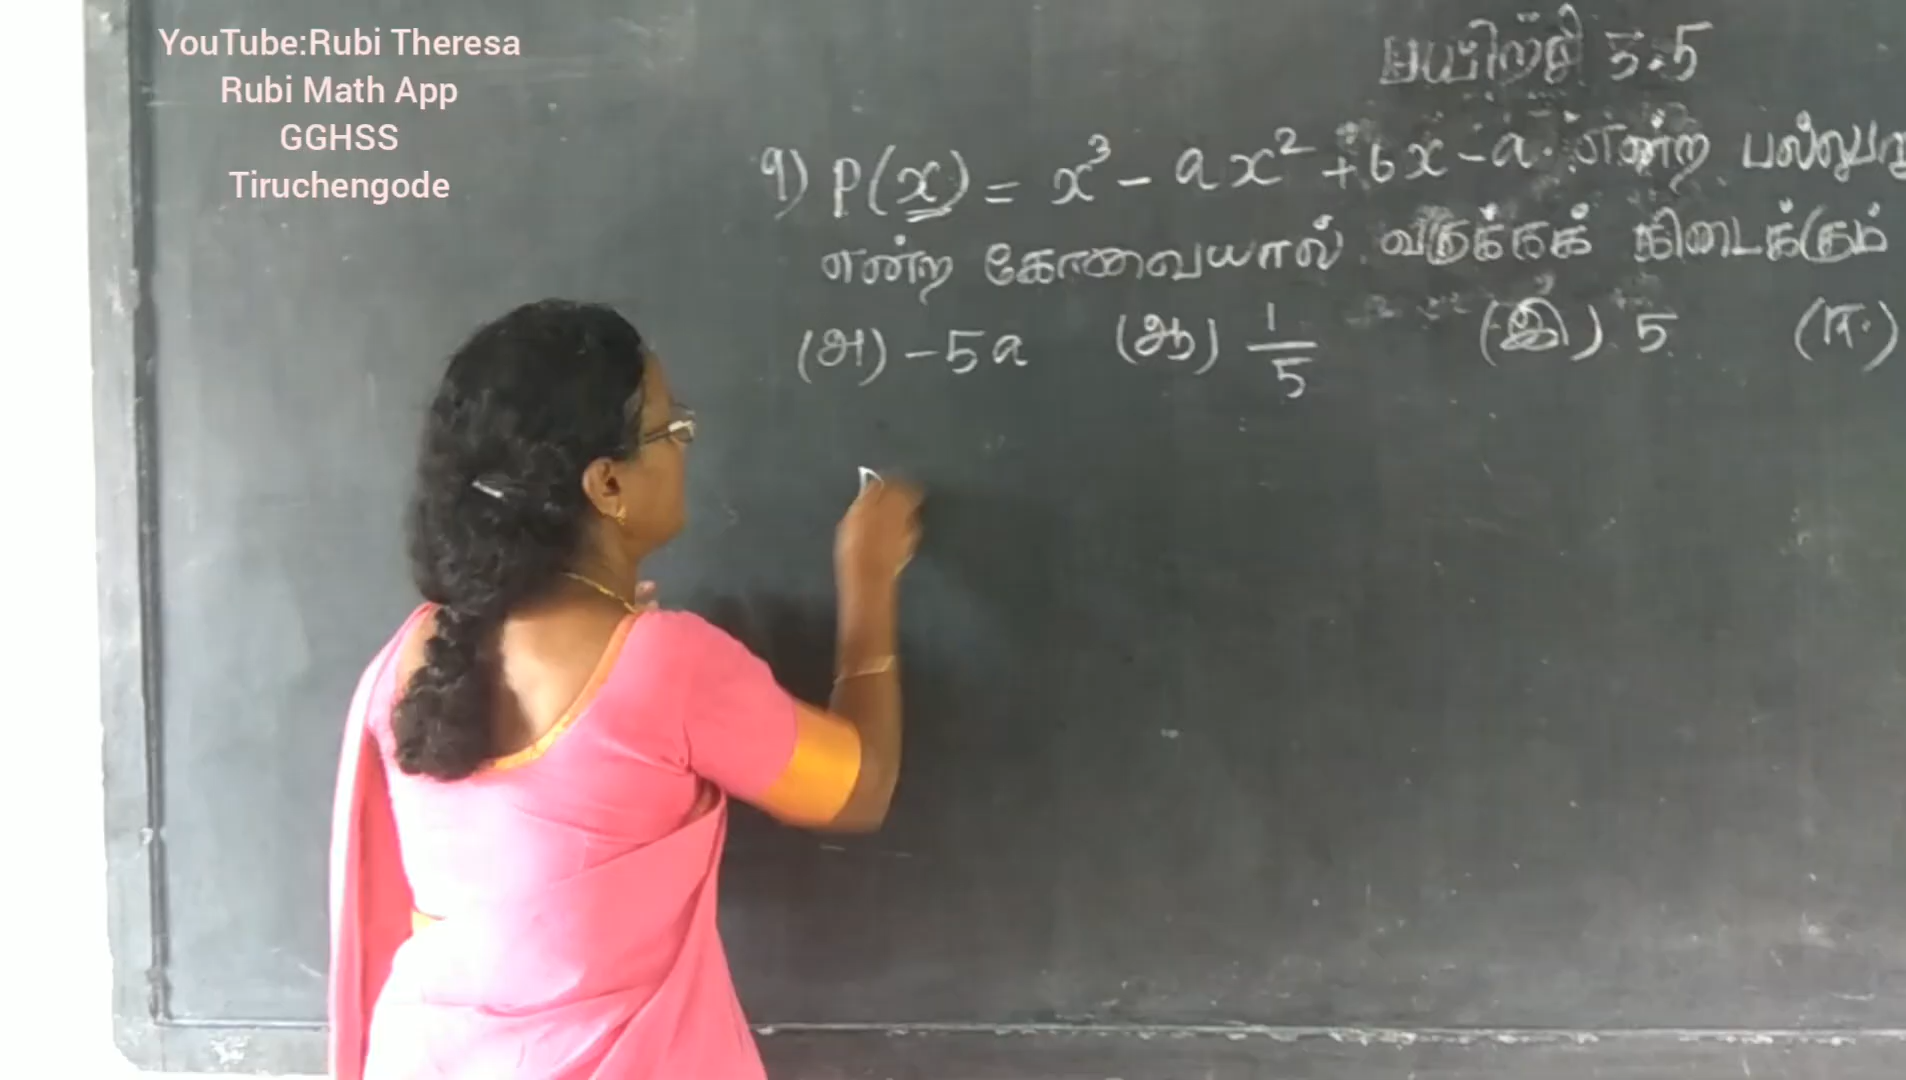 YouTube:Rubi Theresa
Rubi Math App
GGHSS
Tiruchengode
பயிற்சி 3.5
9) P(x) = x³ - ax² + 6x - a என்ற
என்ற கோவையால் வகுக்கக் கிடைக்கும்
(அ) -5a (ஆ) 1/5 (இ) 5 (ஈ)